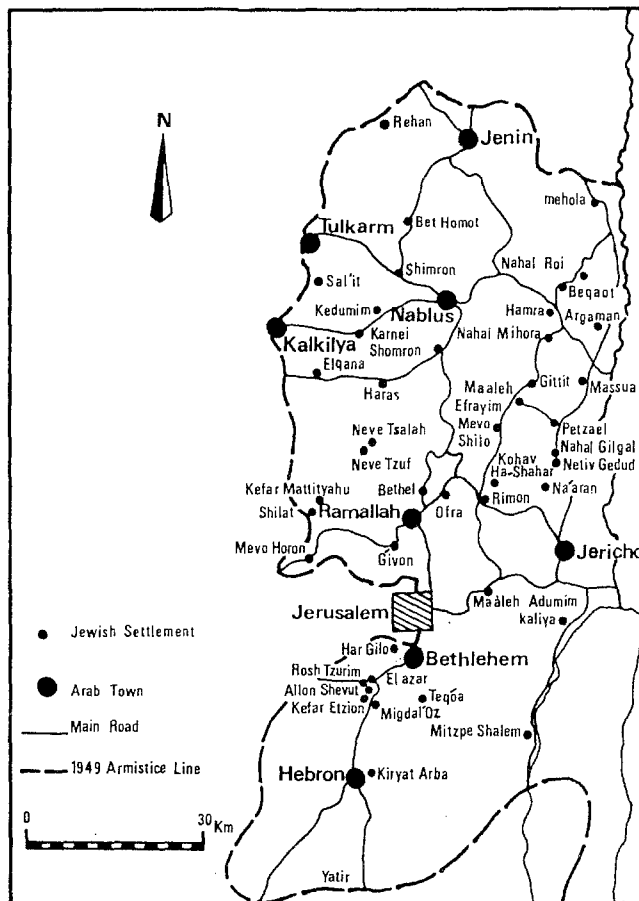 N
Rehan
Jenin
mehola
Tulkarm
Bet Homot
Shimron
Nahal Roi
Sal'it
Beqaot
Kedumim
Nablus
Hamra
Argaman
Kalkilya
Karnei
Shomron
Nahal Mihora
Elqana
Haras
Maaleh
Efrayim
Gittit
Massua
Mevo
Shilo
Petzael
Neve Tsalah
Neve Tzuf
Nahal Gilgal
Netiv Gedud
Kohav
Ha-Shahar
Na'aran
Kefar Mattityahu
Bethel
Shilat
Ramallah
Ofra
Rimon
Mevo Horon
Givon
Jericho
Jerusalem
Maàleh Adumim
kaliya
Jewish Settlement
Har Gilo
Bethlehem
Rosh Tzurim
El azar
Arab Town
Allon Shevut
Teqóa
Kefar Etzion
Migdal'Oz
Main Road
Mitzpe Shalem
1949 Armistice Line
Hebron
Kiryat Arba
0
30
Km
Yatir